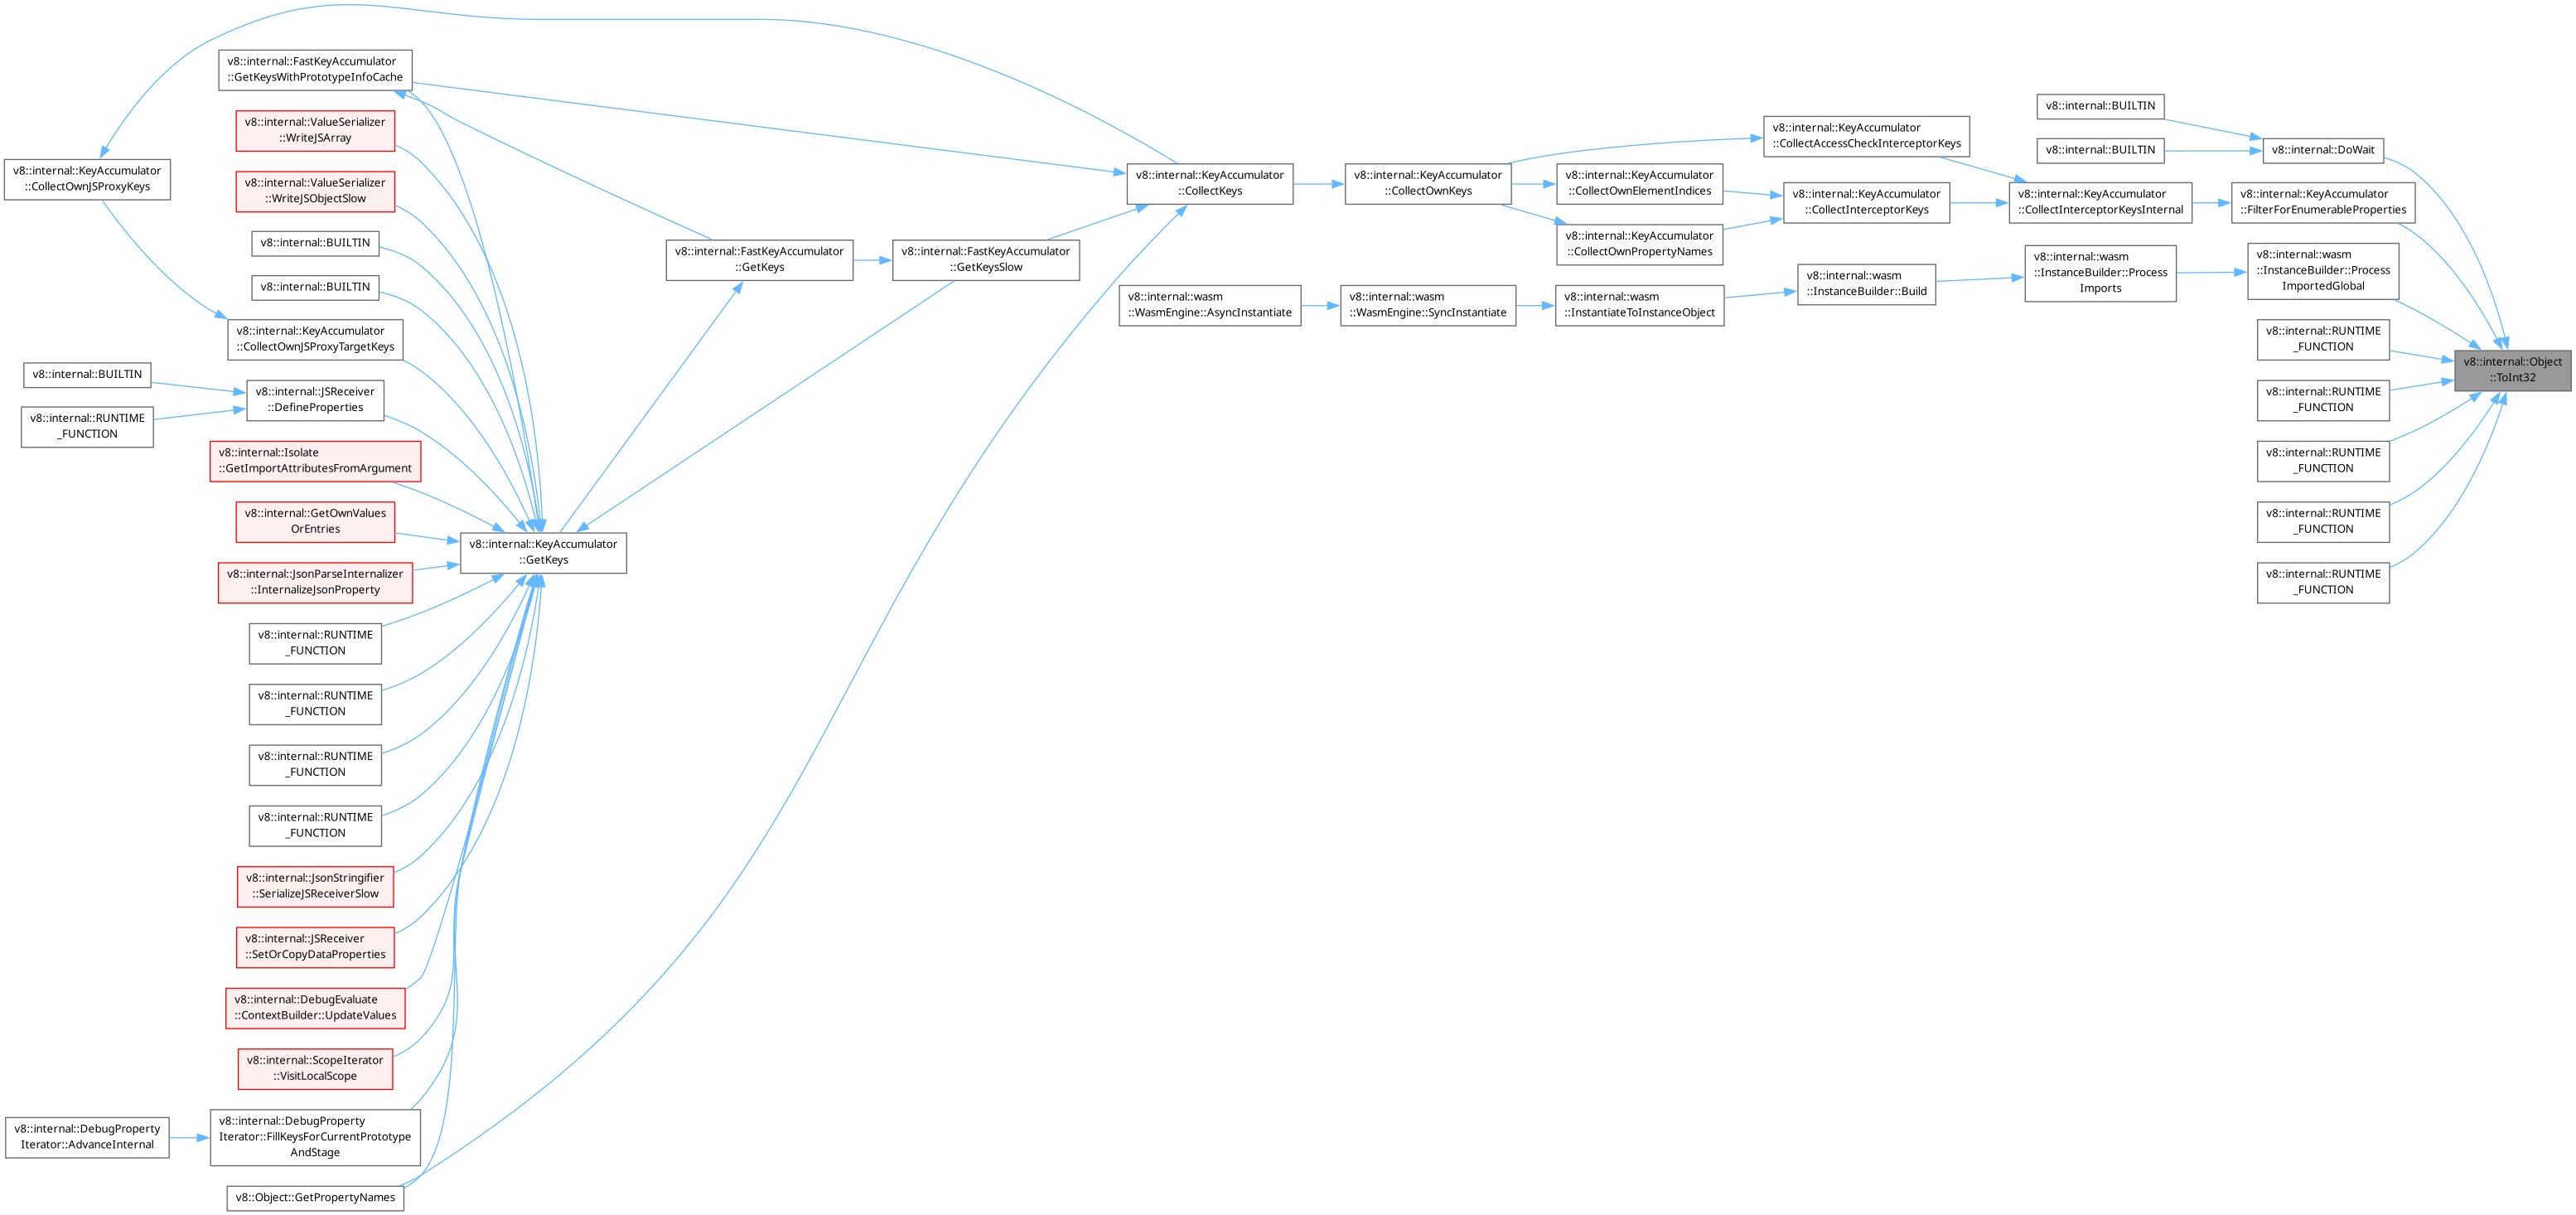 v8::internal::FastKeyAccumulator
::GetKeysWithPrototypeInfoCache
v8::internal::ValueSerializer
::WriteJSArray
v8::internal::KeyAccumulator
::CollectOwnJSProxyKeys
v8::internal::ValueSerializer
::WriteJSObjectSlow
v8::internal::BUILTIN
v8::internal::BUILTIN
v8::internal::KeyAccumulator
::CollectOwnJSProxyTargetKeys
v8::internal::BUILTIN
v8::internal::RUNTIME
_FUNCTION
v8::internal::JSReceiver
::DefineProperties
v8::internal::Isolate
::GetImportAttributesFromArgument
v8::internal::GetOwnValues
OrEntries
v8::internal::JsonParseInternalizer
::InternalizeJsonProperty
v8::internal::RUNTIME
_FUNCTION
v8::internal::RUNTIME
_FUNCTION
v8::internal::RUNTIME
_FUNCTION
v8::internal::RUNTIME
_FUNCTION
v8::internal::JsonStringifier
::SerializeJSReceiverSlow
v8::internal::JSReceiver
::SetOrCopyDataProperties
v8::internal::DebugEvaluate
::ContextBuilder::UpdateValues
v8::internal::ScopeIterator
::VisitLocalScope
v8::internal::DebugProperty
Iterator::AdvanceInternal
v8::internal::DebugProperty
Iterator::FillKeysForCurrentPrototype
AndStage
v8::Object::GetPropertyNames
v8::internal::KeyAccumulator
::GetKeys
v8::internal::FastKeyAccumulator
::GetKeys
v8::internal::FastKeyAccumulator
::GetKeysSlow
v8::internal::KeyAccumulator
::CollectKeys
v8::internal::wasm
::WasmEngine::AsyncInstantiate
v8::internal::KeyAccumulator
::CollectOwnKeys
v8::internal::wasm
::WasmEngine::SyncInstantiate
v8::internal::KeyAccumulator
::CollectOwnElementIndices
v8::internal::KeyAccumulator
::CollectOwnPropertyNames
v8::internal::wasm
::InstantiateToInstanceObject
v8::internal::KeyAccumulator
::CollectAccessCheckInterceptorKeys
v8::internal::KeyAccumulator
::CollectInterceptorKeys
v8::internal::wasm
::InstanceBuilder::Build
v8::internal::BUILTIN
v8::internal::BUILTIN
v8::internal::KeyAccumulator
::CollectInterceptorKeysInternal
v8::internal::wasm
::InstanceBuilder::Process
Imports
v8::internal::DoWait
v8::internal::KeyAccumulator
::FilterForEnumerableProperties
v8::internal::wasm
::InstanceBuilder::Process
ImportedGlobal
v8::internal::RUNTIME
_FUNCTION
v8::internal::RUNTIME
_FUNCTION
v8::internal::RUNTIME
_FUNCTION
v8::internal::RUNTIME
_FUNCTION
v8::internal::RUNTIME
_FUNCTION
v8::internal::Object
::ToInt32